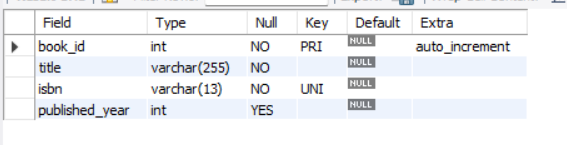 Field Type Null Key Default Extra
book_id int NO PRI NULL auto_increment
title varchar(255) NO NULL
isbn varchar(13) NO UNI NULL
published_year int YES NULL